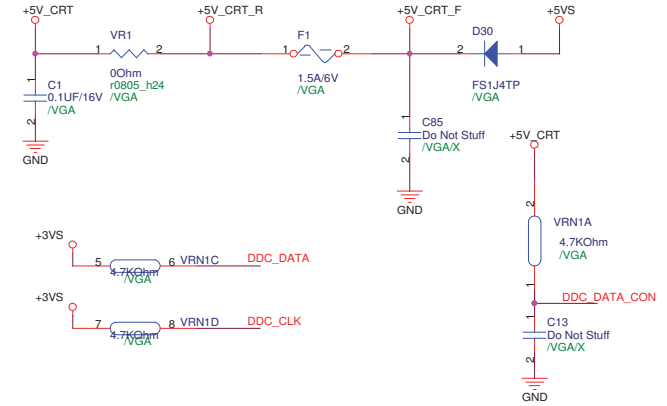 +5V_CRT
+5V_CRT_R
+5V_CRT_F
+5VS
VR1
F1
D30
1
2
1
2
2
1
0Ohm
r0805_h24
/VGA
1.5A/6V
/VGA
FS1J4TP
/VGA
1
C1
0.1UF/16V
/VGA
2
GND
1
C85
Do Not Stuff
/VGA/X
2
GND
+5V_CRT
2
VRN1A
4.7KOhm
/VGA
1
DDC_DATA_CON
1
C13
Do Not Stuff
/VGA/X
2
GND
+3VS
5
6
VRN1C
DDC_DATA
4.7KOhm
/VGA
+3VS
7
8
VRN1D
DDC_CLK
4.7KOhm
/VGA